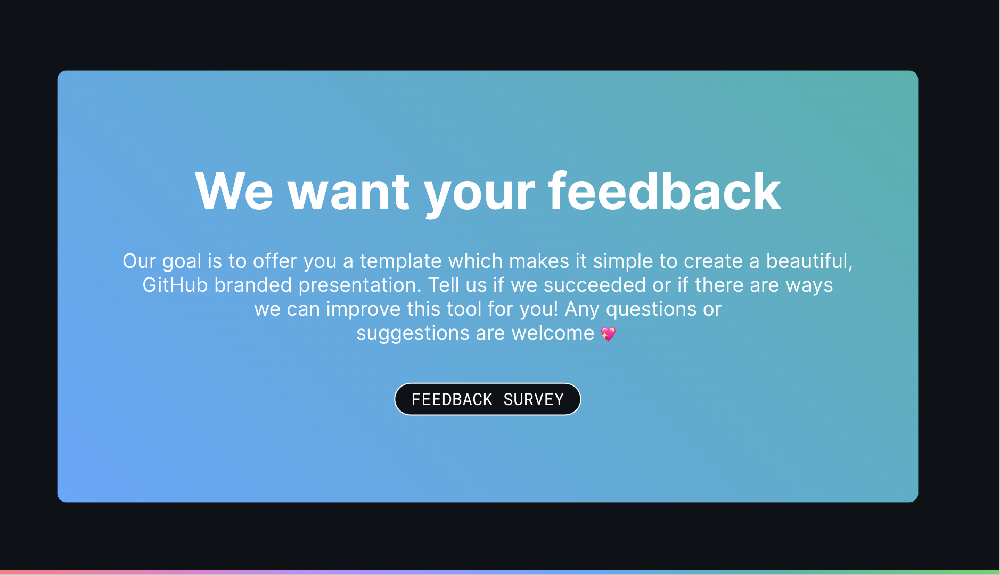 We want your feedback
Our goal is to offer you a template which makes it simple to create a beautiful,
GitHub branded presentation. Tell us if we succeeded or if there are ways
we can improve this tool for you! Any questions or
suggestions are welcome 💖
FEEDBACK SURVEY